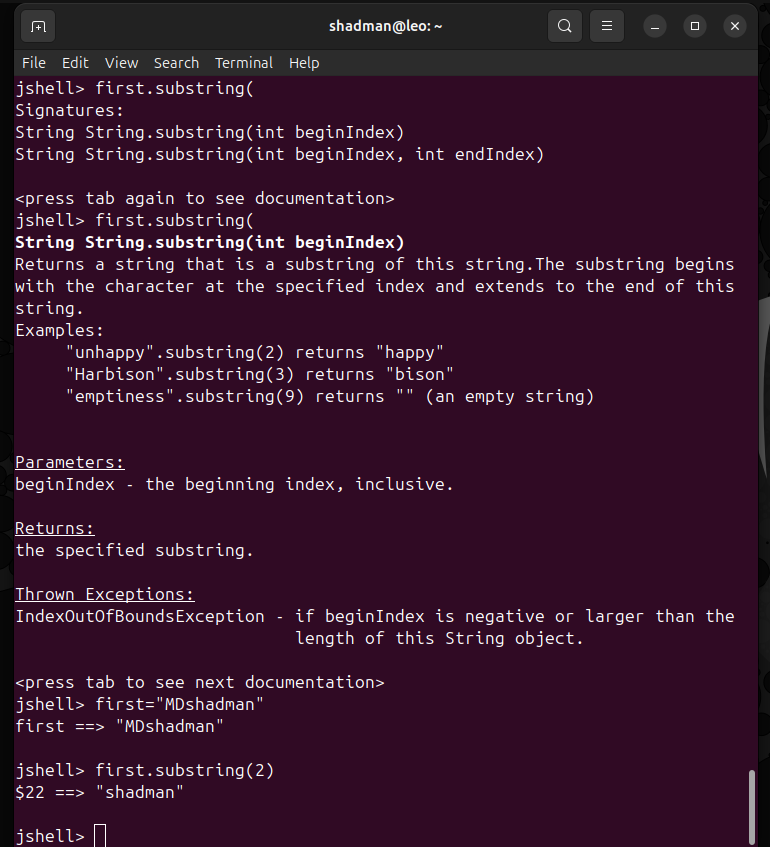 shadman@leo: ~
File Edit View Search Terminal Help
jshell> first.substring(
Signatures:
String String.substring(int beginIndex)
String String.substring(int beginIndex, int endIndex)
<press tab again to see documentation>
jshell> first.substring(
String String.substring(int beginIndex)
Returns a string that is a substring of this string.The substring begins
with the character at the specified index and extends to the end of this
string.
Examples:
"unhappy".substring(2) returns "happy"
"Harbison".substring(3) returns "bison"
"emptiness".substring(9) returns "" (an empty string)
Parameters:
beginIndex - the beginning index, inclusive.
Returns:
the specified substring.
Thrown Exceptions:
IndexOutOfBoundsException - if beginIndex is negative or larger than the
length of this String object.
<press tab to see next documentation>
jshell> first="MDshadman"
first ==> "MDshadman"
jshell> first.substring(2)
$22 ==> "shadman"
jshell>